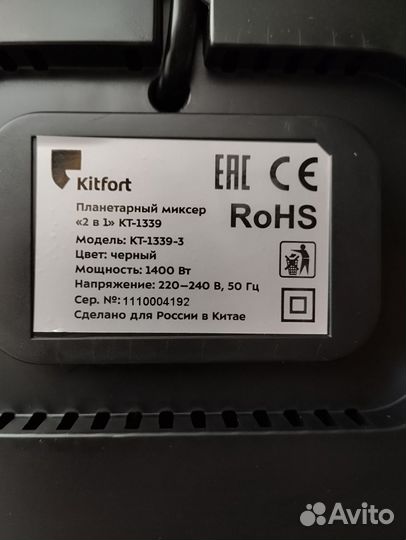 Kitfort
EAC CE
Планетарный миксер
«2 в 1» КТ-1339
RoHS
Модель: КТ-1339-3
Цвет: черный
Мощность: 1400 Вт
Напряжение: 220–240 В, 50 Гц
Сер. №: 1110004192
Сделано для России в Китае
Avito